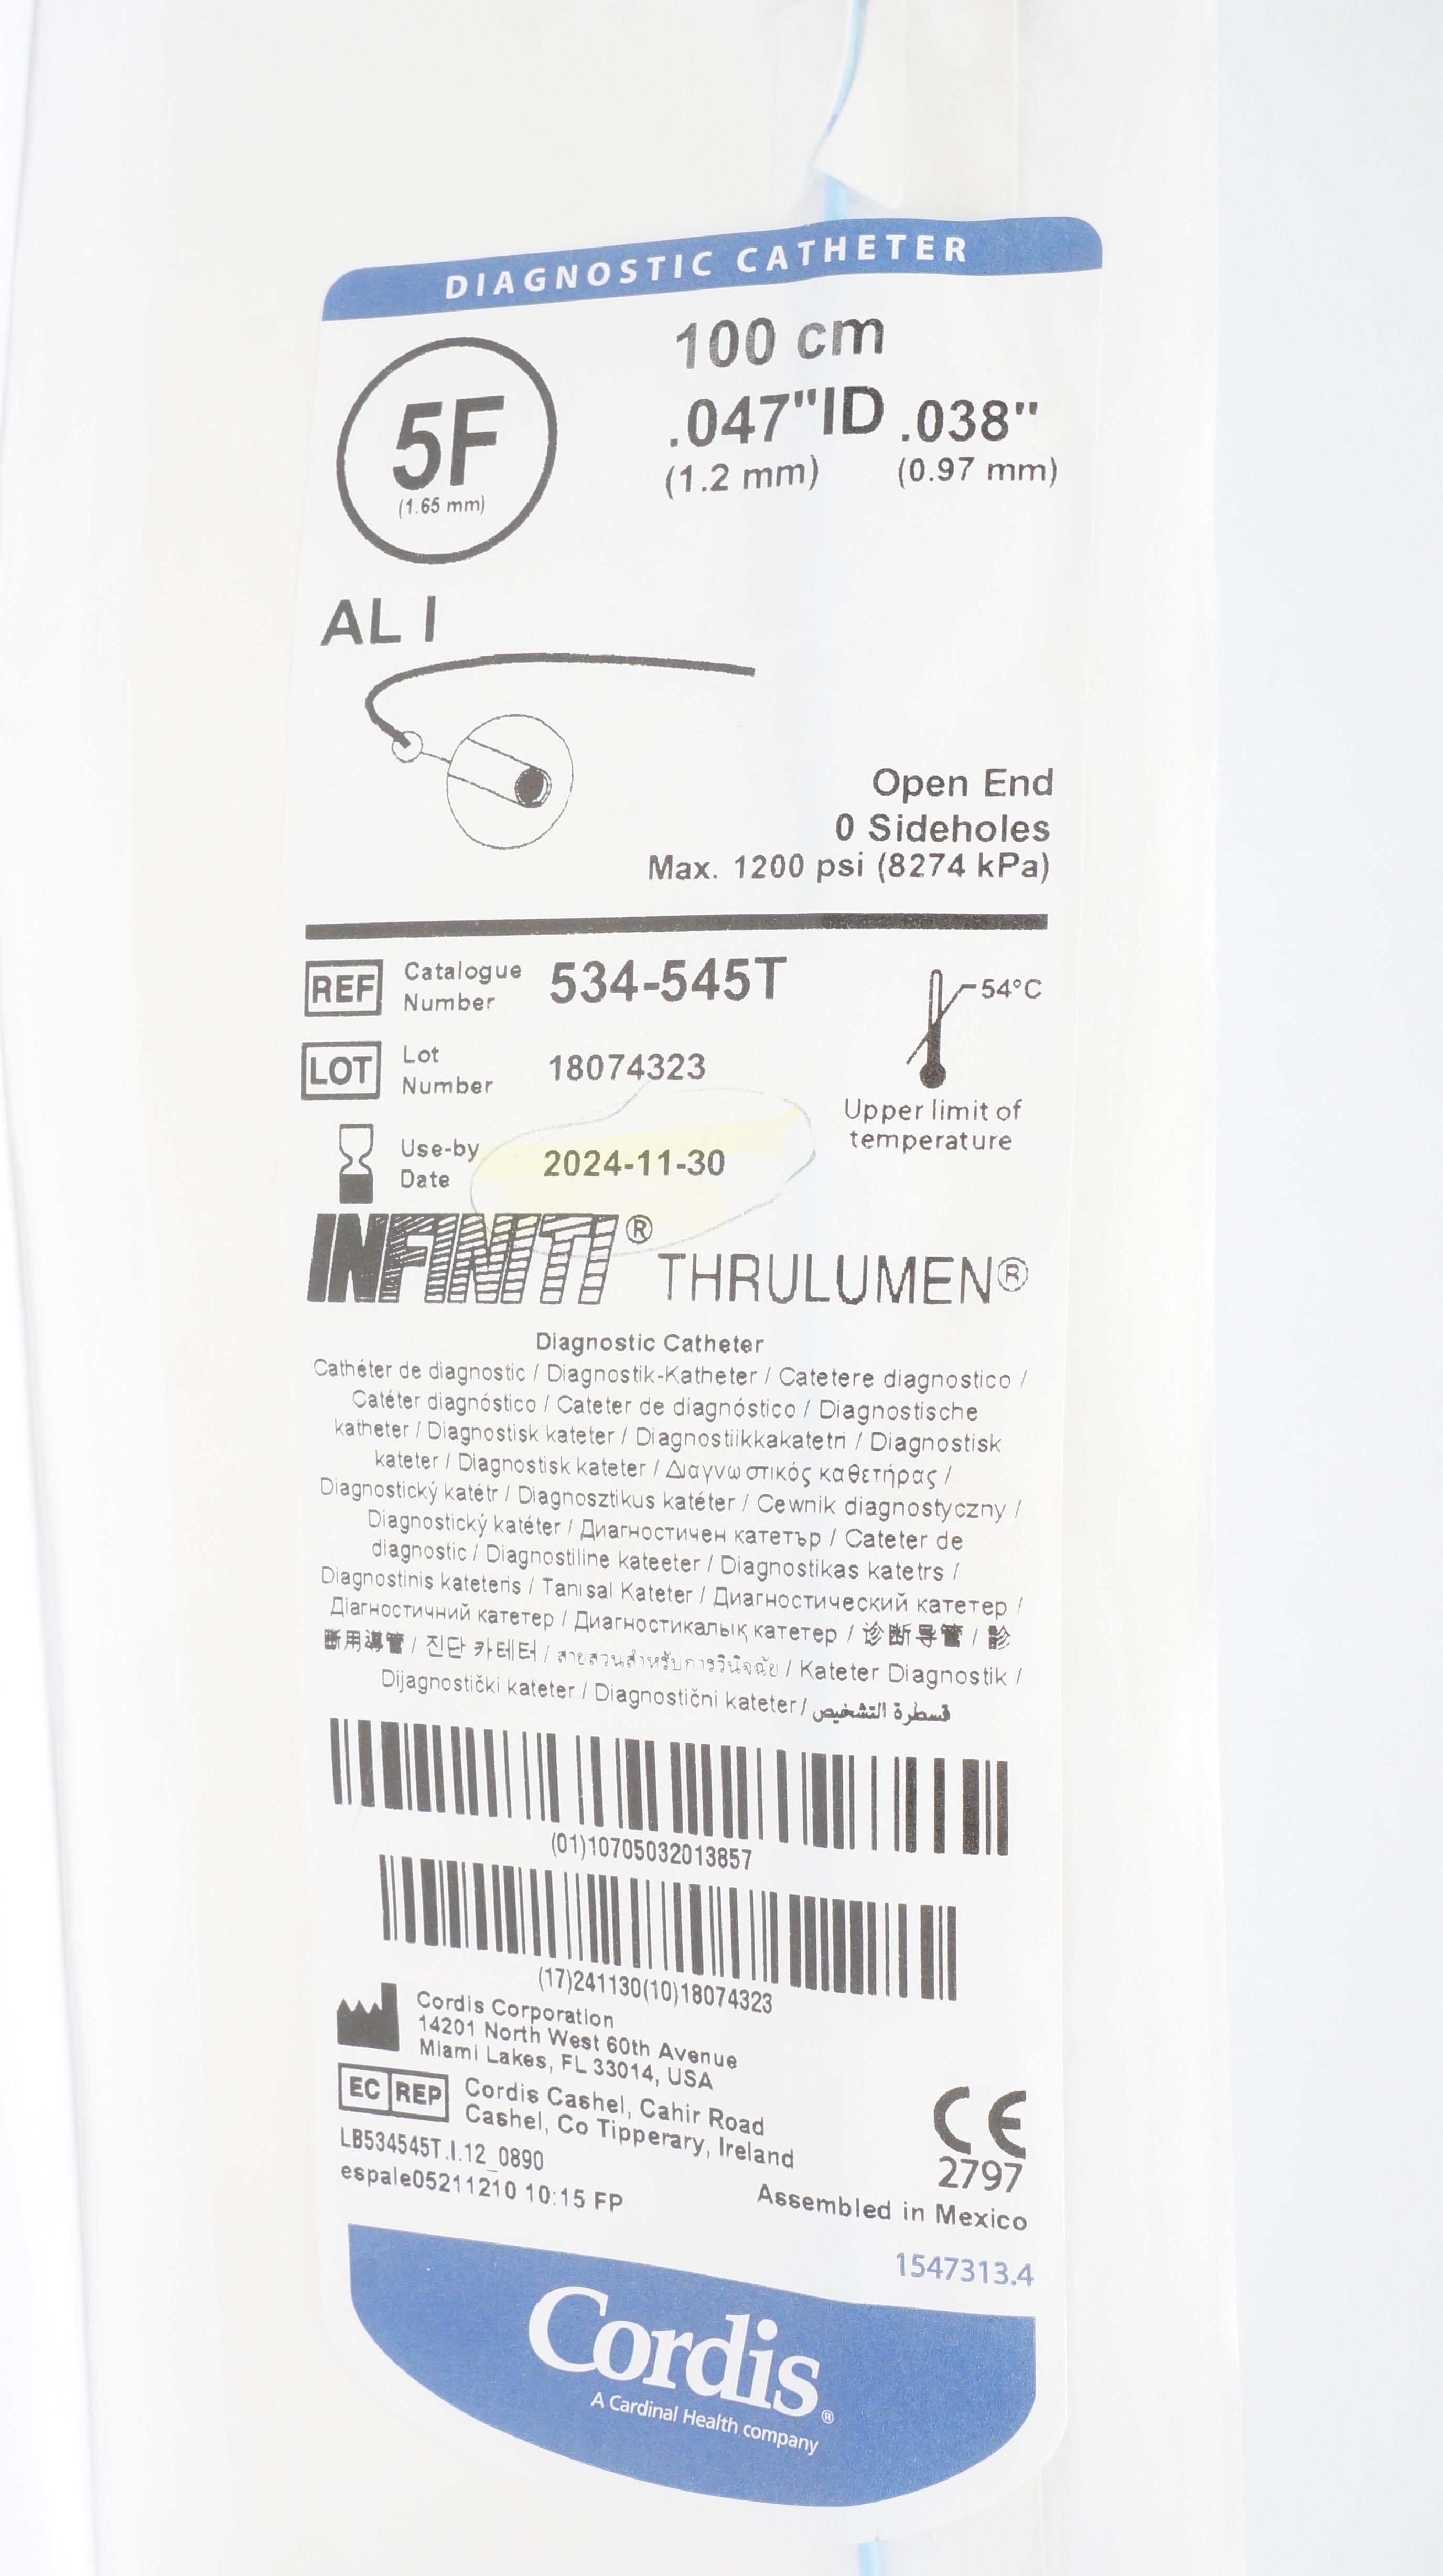 DIAGNOSTIC CATHETER
5F
(1.65 mm)
100 cm
.047"ID .038"
(1.2 mm) (0.97 mm)
AL I
Open End
0 Sideholes
Max. 1200 psi (8274 kPa)
REF Catalogue Number 534-545T
54°C
LOT Lot Number 18074323
Upper limit of
temperature
Use-by Date 2024-11-30
INFINITI® THRULUMEN®
Diagnostic Catheter
Cathéter de diagnostic / Diagnostik-Katheter / Catetere diagnostico /
Catéter diagnóstico / Cateter de diagnóstico / Diagnostische
katheter / Diagnostisk kateter / Diagnostiikkakatetri / Diagnostisk
kateter / Diagnostisk kateter / Διαγνωστικός καθετήρας /
Diagnostický katétr / Diagnosztikus katéter / Cewnik diagnostyczny /
Diagnostický katéter / Диагностичен катетър / Cateter de
diagnostic / Diagnostiline kateeter / Diagnostikas katetrs /
Diagnostinis kateteris / Tanısal Kateter / Диагностический катетер /
Діагностичний катетер / Диагностикалық катетер / 诊断导管 / 診
斷用導管 / 진단 카테터 / สายสวนสำหรับการวินิจฉัย / Kateter Diagnostik /
Dijagnostički kateter / Diagnostični kateter / قسطرة التشخيص
(01)10705032013857
(17)241130(10)18074323
Cordis Corporation
14201 North West 60th Avenue
Miami Lakes, FL 33014, USA
EC REP Cordis Cashel, Cahir Road
Cashel, Co Tipperary, Ireland
CE
2797
LB534545T.I.12_0890
espale05211210 10:15 FP
Assembled in Mexico
1547313.4
Cordis®
A Cardinal Health company